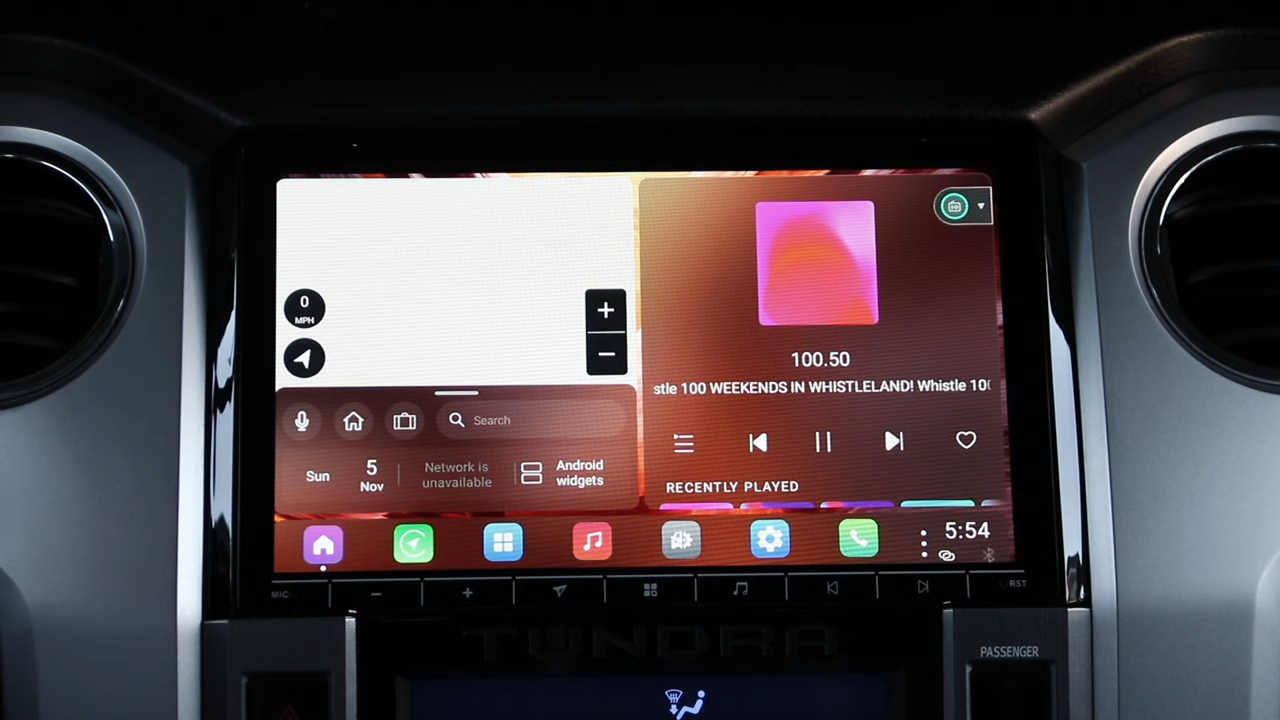 0
MPH
+
−
100.50
stle 100 WEEKENDS IN WHISTLELAND! Whistle 10
Search
Sun
5
Nov
Network is
unavailable
Android
widgets
RECENTLY PLAYED
5:54
MIC
−
+
RST
TUNDRA
PASSENGER